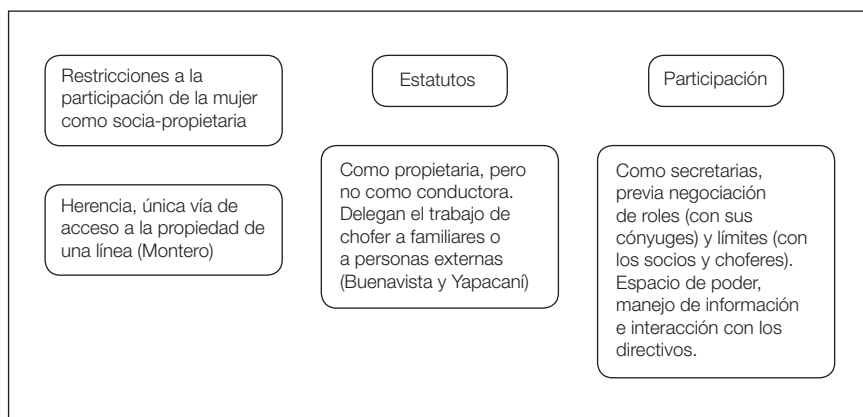 Restricciones a la
participación de la mujer
como socia-propietaria
Herencia, única vía de
acceso a la propiedad de
una línea (Montero)
Estatutos
Como propietaria, pero
no como conductora.
Delegan el trabajo de
chofer a familiares o
a personas externas
(Buenavista y Yapacaní)
Participación
Como secretarias,
previa negociación
de roles (con sus
cónyuges) y límites (con
los socios y choferes).
Espacio de poder,
manejo de información
e interacción con los
directivos.